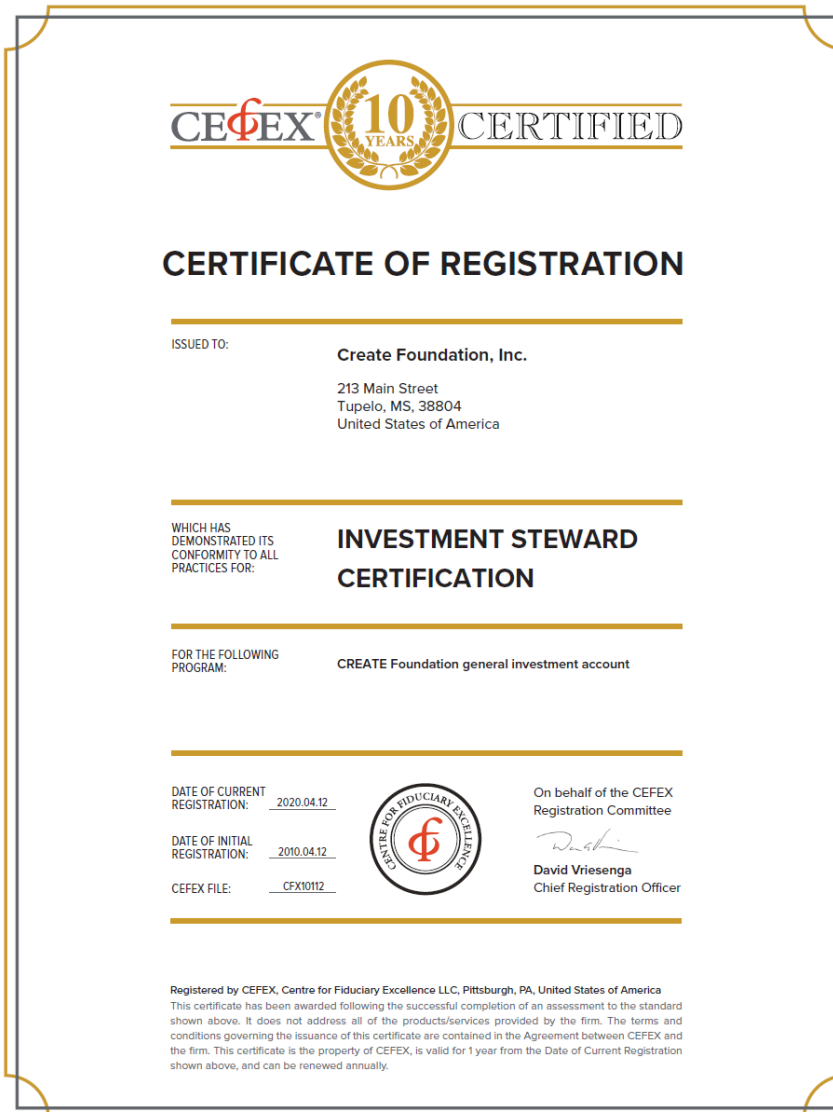 CEFEX® 10 YEARS CERTIFIED
CERTIFICATE OF REGISTRATION
ISSUED TO:
Create Foundation, Inc.
213 Main Street
Tupelo, MS, 38804
United States of America
WHICH HAS
DEMONSTRATED ITS
CONFORMITY TO ALL
PRACTICES FOR:
INVESTMENT STEWARD
CERTIFICATION
FOR THE FOLLOWING
PROGRAM:
CREATE Foundation general investment account
DATE OF CURRENT
REGISTRATION: 2020.04.12
DATE OF INITIAL
REGISTRATION: 2010.04.12
CEFEX FILE: CFX10112
CENTRE FOR FIDUCIARY EXCELLENCE
On behalf of the CEFEX
Registration Committee
David Vriesenga
Chief Registration Officer
Registered by CEFEX, Centre for Fiduciary Excellence LLC, Pittsburgh, PA, United States of America
This certificate has been awarded following the successful completion of an assessment to the standard
shown above. It does not address all of the products/services provided by the firm. The terms and
conditions governing the issuance of this certificate are contained in the Agreement between CEFEX and
the firm. This certificate is the property of CEFEX, is valid for 1 year from the Date of Current Registration
shown above, and can be renewed annually.